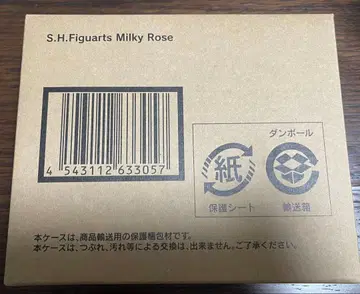 S.H.Figuarts Milky Rose
4 543112 633057
ダンボール
紙
保護シート
輸送箱
本ケースは、商品輸送用の保護梱包材です。
本ケースは、つぶれ、汚れ等による交換は、出来ません。ご了承ください。